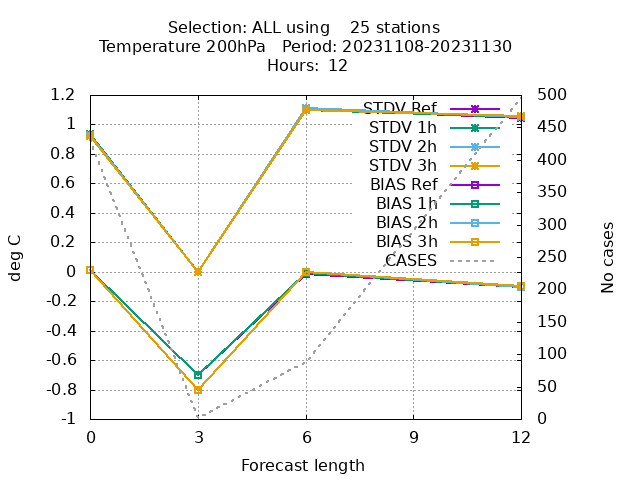 Selection: ALL using    25 stations
Temperature 200hPa   Period: 20231108-20231130
Hours:  12
1.2
1
0.8
0.6
0.4
0.2
0
-0.2
-0.4
-0.6
-0.8
-1
deg C
STDV Ref
STDV 1h
STDV 2h
STDV 3h
BIAS Ref
BIAS 1h
BIAS 2h
BIAS 3h
CASES
500
450
400
350
300
250
200
150
100
50
0
No cases
0 3 6 9 12
Forecast length